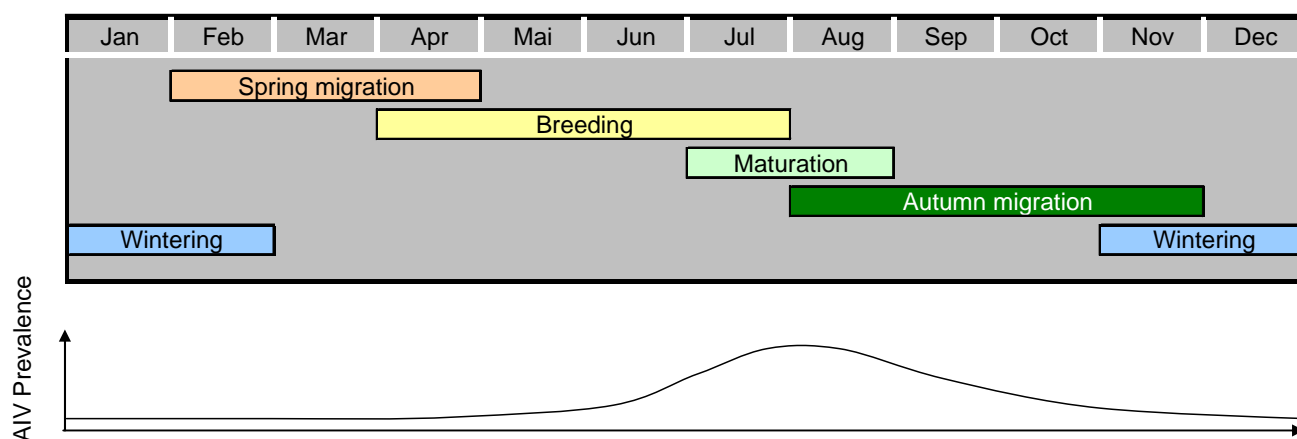 Jan Feb Mar Apr Mai Jun Jul Aug Sep Oct Nov Dec
Spring migration
Breeding
Maturation
Autumn migration
Wintering Wintering
AIV Prevalence